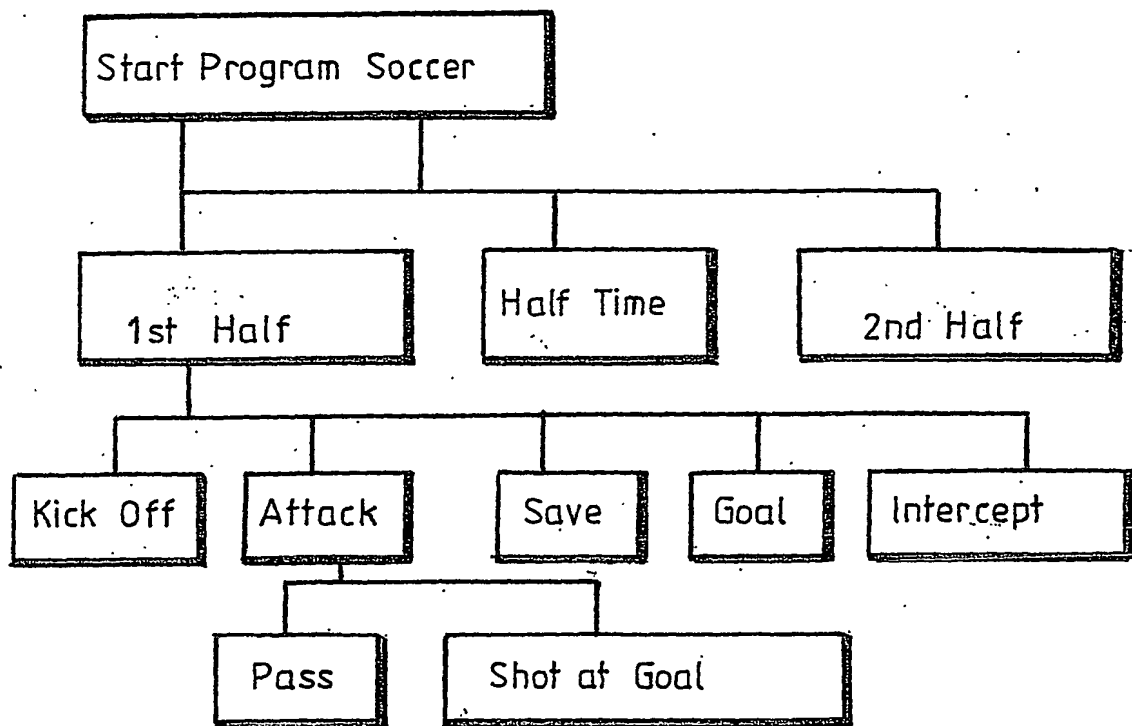 Start Program Soccer
1st Half
Half Time
2nd Half
Kick Off
Attack
Save
Goal
Intercept
Pass
Shot at Goal